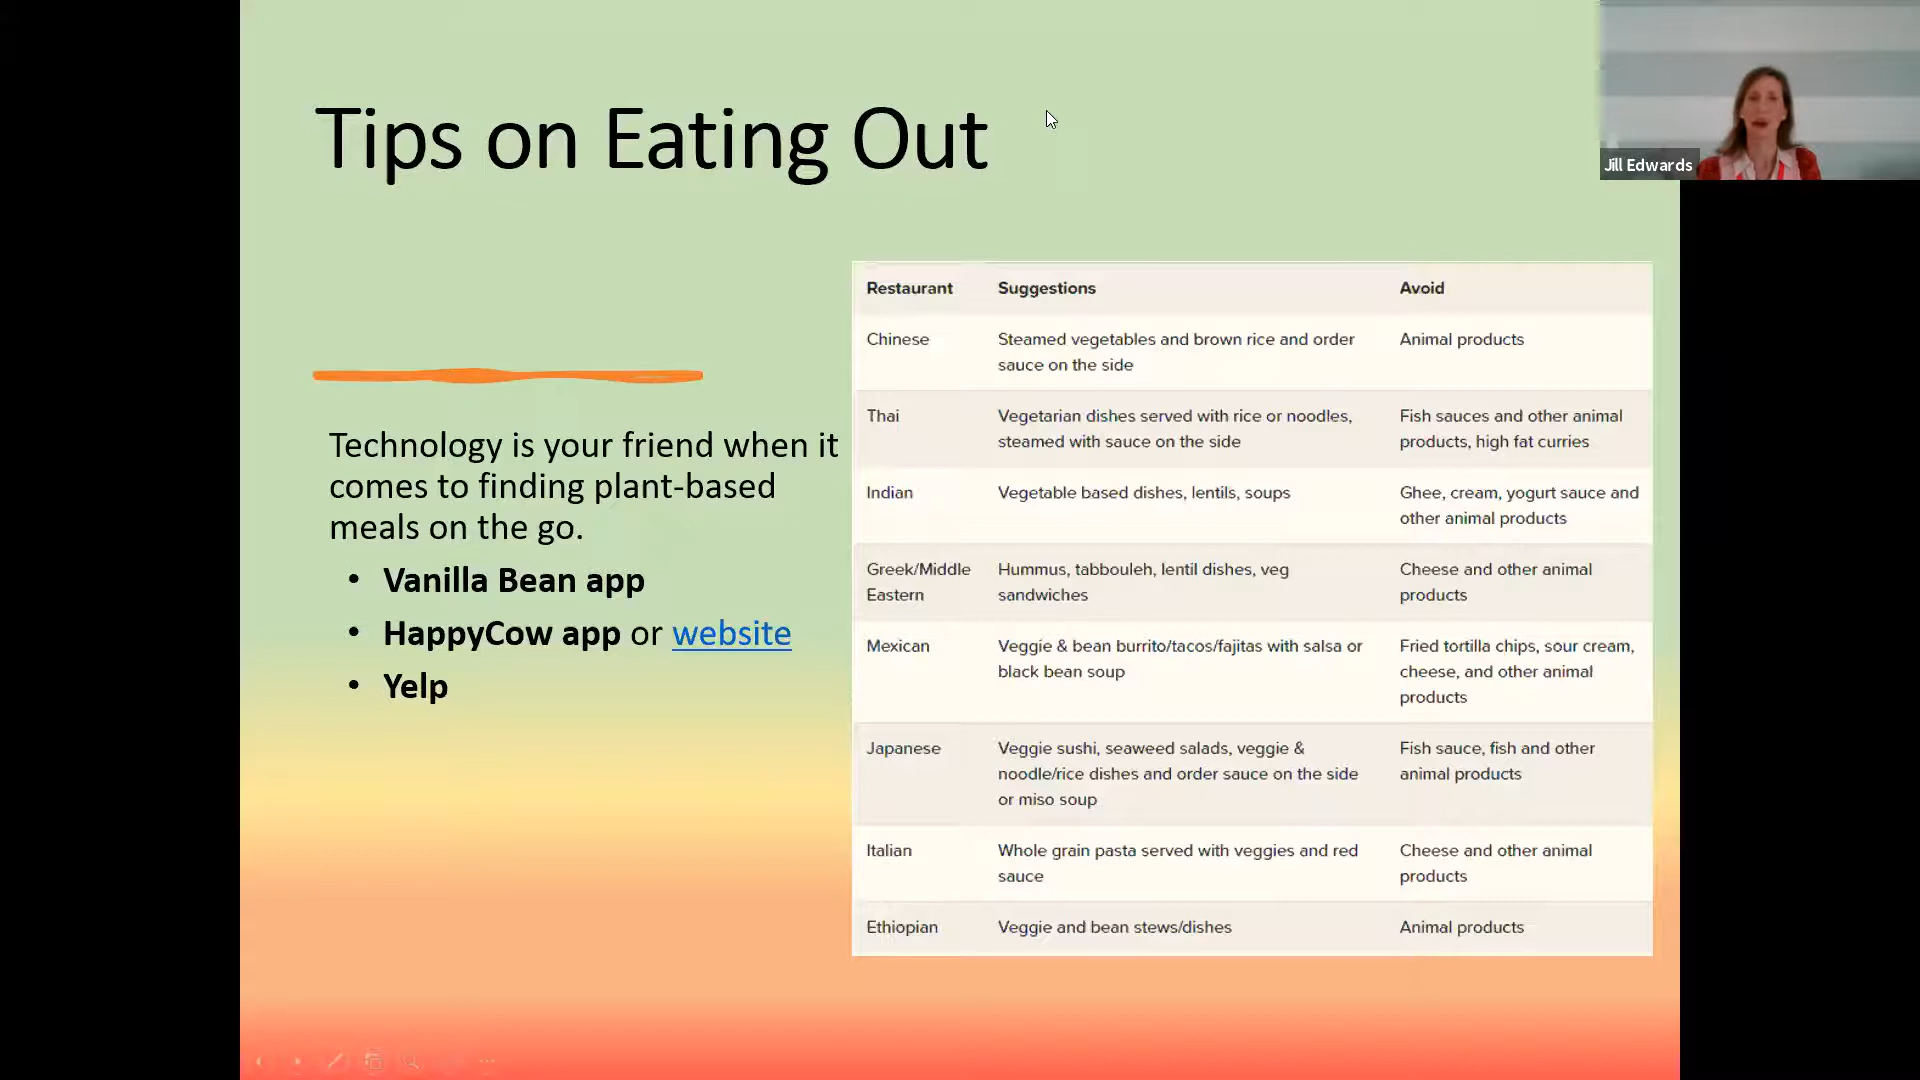 Tips on Eating Out
Jill Edwards
Technology is your friend when it
comes to finding plant-based
meals on the go.
• Vanilla Bean app
• HappyCow app or website
• Yelp
Restaurant Suggestions Avoid
Chinese Steamed vegetables and brown rice and order Animal products
sauce on the side
Thai Vegetarian dishes served with rice or noodles, Fish sauces and other animal
steamed with sauce on the side products, high fat curries
Indian Vegetable based dishes, lentils, soups Ghee, cream, yogurt sauce and
other animal products
Greek/Middle Hummus, tabbouleh, lentil dishes, veg Cheese and other animal
Eastern sandwiches products
Mexican Veggie & bean burrito/tacos/fajitas with salsa or Fried tortilla chips, sour cream,
black bean soup cheese, and other animal
products
Japanese Veggie sushi, seaweed salads, veggie & Fish sauce, fish and other
noodle/rice dishes and order sauce on the side animal products
or miso soup
Italian Whole grain pasta served with veggies and red Cheese and other animal
sauce products
Ethiopian Veggie and bean stews/dishes Animal products